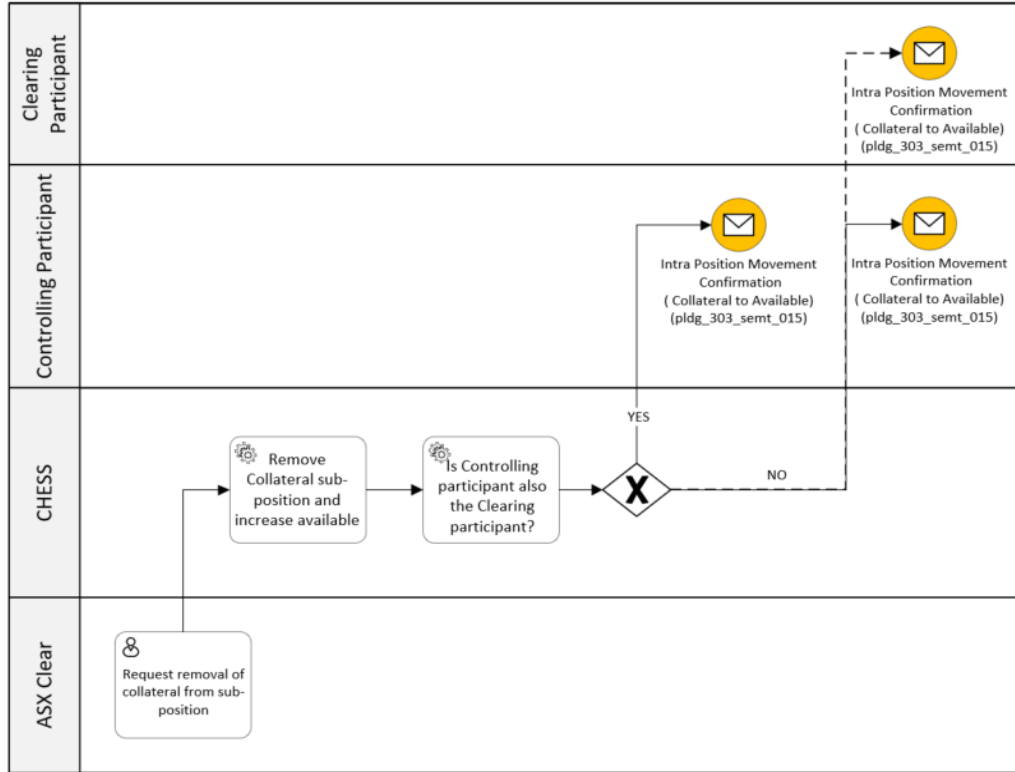 Clearing
Participant
Intra Position Movement
Confirmation
( Collateral to Available)
(pldg_303_semt_015)
Controlling Participant
Intra Position Movement
Confirmation
( Collateral to Available)
(pldg_303_semt_015)
Intra Position Movement
Confirmation
( Collateral to Available)
(pldg_303_semt_015)
CHESS
Remove
Collateral sub-
position and
increase available
Is Controlling
participant also
the Clearing
participant?
X
YES
NO
ASX Clear
Request removal of
collateral from sub-
position